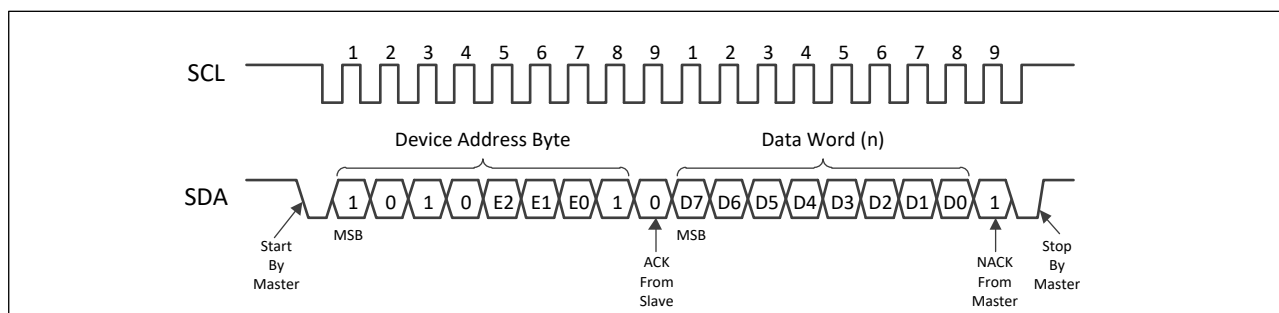 1 2 3 4 5 6 7 8 9 1 2 3 4 5 6 7 8 9
SCL
Device Address Byte Data Word (n)
SDA 1 0 1 0 E2 E1 E0 1 0 D7 D6 D5 D4 D3 D2 D1 D0 1
MSB MSB
Start
By
Master
ACK
From
Slave
NACK
From
Master
Stop
By
Master